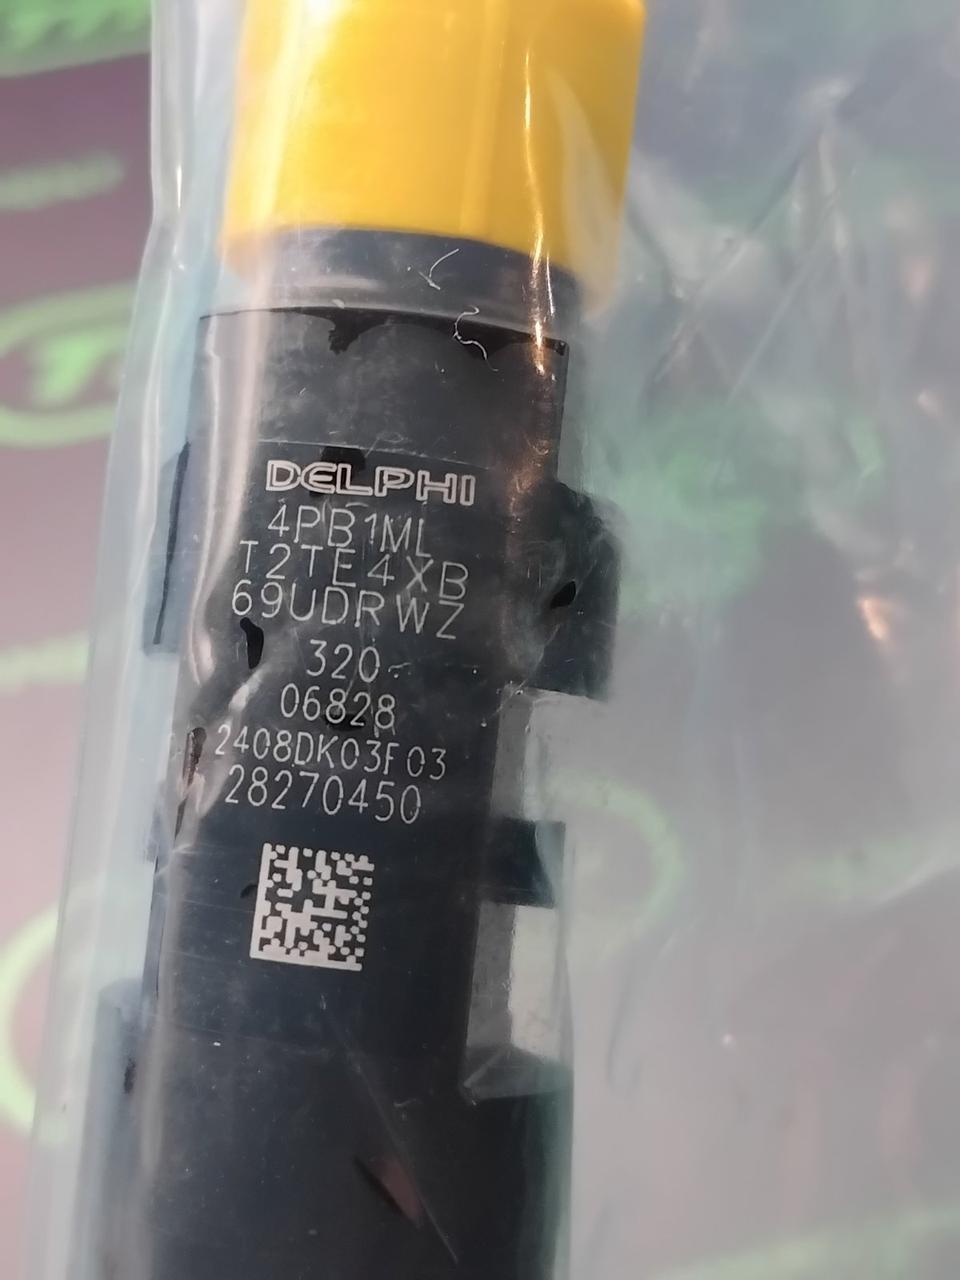 DELPHI
4PB1ML
T2TE4XB
69UDRWZ
320
06828
2408DK03F03
28270450